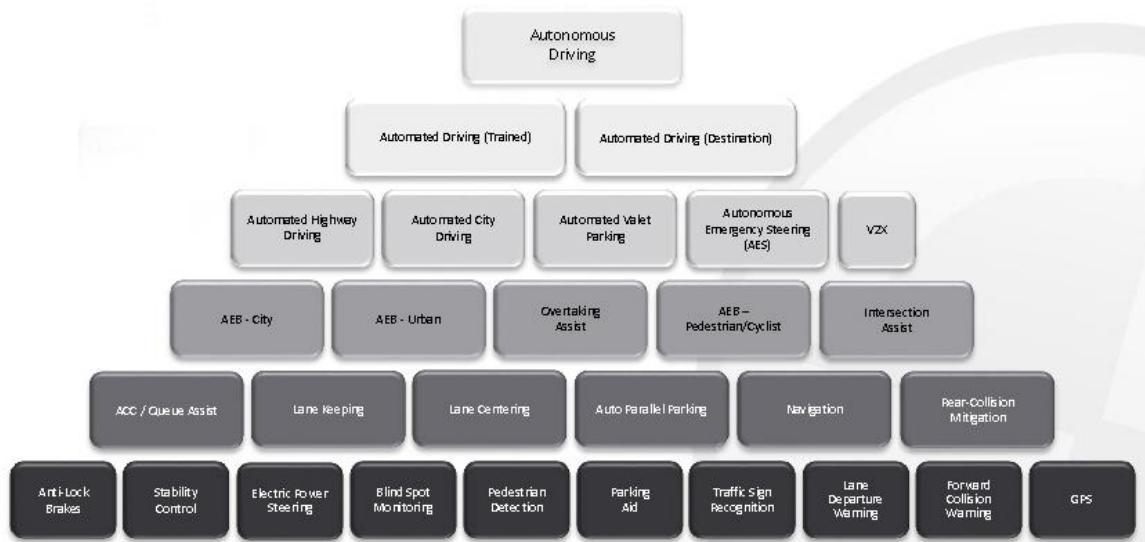 Autonomous
Driving
Automated Driving (Trained)
Automated Driving (Destination)
Automated Highway
Driving
Automated City
Driving
Automated Valet
Parking
Autonomous
Emergency Steering
(AES)
V2X
AEB - City
AEB - Urban
Overtaking
Assist
AEB –
Pedestrian/Cyclist
Intersection
Assist
ACC / Queue Assist
Lane Keeping
Lane Centering
Auto Parallel Parking
Navigation
Rear-Collision
Mitigation
Anti-Lock
Brakes
Stability
Control
Electric Power
Steering
Blind Spot
Monitoring
Pedestrian
Detection
Parking
Aid
Traffic Sign
Recognition
Lane
Departure
Warning
Forward
Collision
Warning
GPS